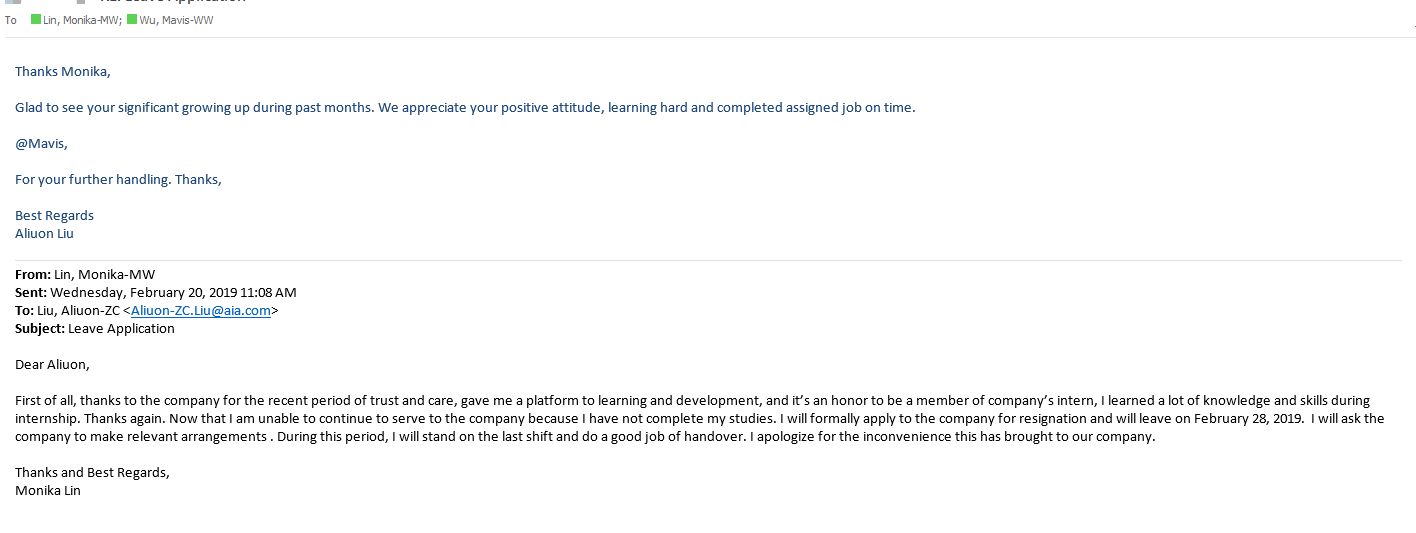 RE: Leave Application
To Lin, Monika-MW; Wu, Mavis-WW
Thanks Monika,
Glad to see your significant growing up during past months. We appreciate your positive attitude, learning hard and completed assigned job on time.
@Mavis,
For your further handling. Thanks,
Best Regards
Aliuon Liu
From: Lin, Monika-MW
Sent: Wednesday, February 20, 2019 11:08 AM
To: Liu, Aliuon-ZC <Aliuon-ZC.Liu@aia.com>
Subject: Leave Application
Dear Aliuon,
First of all, thanks to the company for the recent period of trust and care, gave me a platform to learning and development, and it’s an honor to be a member of company’s intern, I learned a lot of knowledge and skills during
internship. Thanks again. Now that I am unable to continue to serve to the company because I have not complete my studies. I will formally apply to the company for resignation and will leave on February 28, 2019.  I will ask the
company to make relevant arrangements . During this period, I will stand on the last shift and do a good job of handover. I apologize for the inconvenience this has brought to our company.
Thanks and Best Regards,
Monika Lin